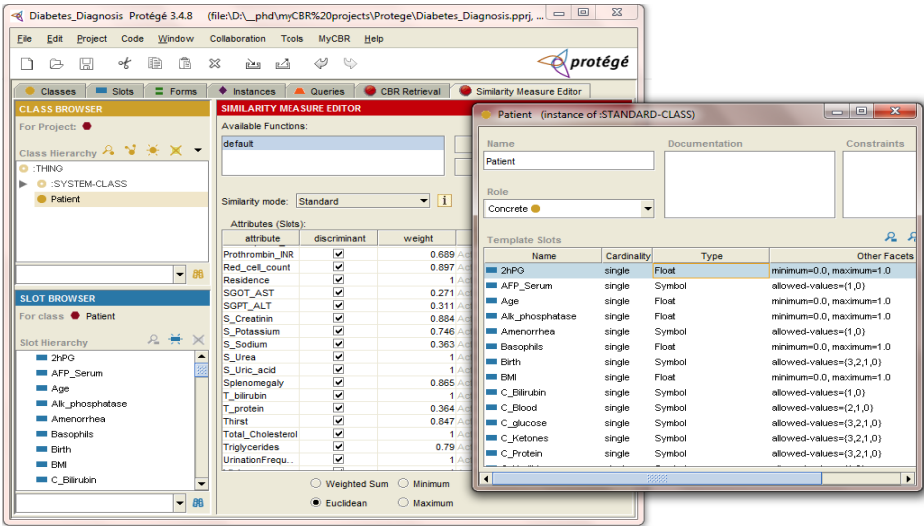 Diabetes_Diagnosis Protégé 3.4.8 (file:\D:\__phd\myCBR%20projects\Protege\Diabetes_Diagnosis.pprj, ...
File Edit Project Code Window Collaboration Tools MyCBR Help
protégé
Classes Slots Forms Instances Queries CBR Retrieval Similarity Measure Editor
CLASS BROWSER
For Project:
Class Hierarchy
:THING
:SYSTEM-CLASS
Patient
SLOT BROWSER
For class Patient
Slot Hierarchy
2hPG
AFP_Serum
Age
Alk_phosphatase
Amenorrhea
Basophils
Birth
BMI
C_Bilirubin
SIMILARITY MEASURE EDITOR
Available Functions:
default
Similarity mode: Standard
Attributes (Slots):
attribute discriminant weight
Prothrombin_INR 0.689
Red_cell_count 0.897
Residence 1
SGOT_AST 0.271
SGPT_ALT 0.311
S_Creatinin 0.884
S_Potassium 0.746
S_Sodium 0.363
S_Urea 1
S_Uric_acid 1
Splenomegaly 0.865
T_bilirubin 1
T_protein 0.364
Thirst 0.847
Total_Cholesterol 1
Triglycerides 0.79
UrinationFrequ.. 1
Weighted Sum Minimum
Euclidean Maximum
Patient (instance of :STANDARD-CLASS)
Name Documentation Constraints
Patient
Role
Concrete
Template Slots
Name Cardinality Type Other Facets
2hPG single Float minimum=0.0, maximum=1.0
AFP_Serum single Symbol allowed-values={1,0}
Age single Float minimum=0.0, maximum=1.0
Alk_phosphatase single Float minimum=0.0, maximum=1.0
Amenorrhea single Symbol allowed-values={1,0}
Basophils single Float minimum=0.0, maximum=1.0
Birth single Symbol allowed-values={3,2,1,0}
BMI single Float minimum=0.0, maximum=1.0
C_Bilirubin single Symbol allowed-values={1,0}
C_Blood single Symbol allowed-values={2,1,0}
C_glucose single Symbol allowed-values={3,2,1,0}
C_Ketones single Symbol allowed-values={3,2,1,0}
C_Protein single Symbol allowed-values={3,2,1,0}